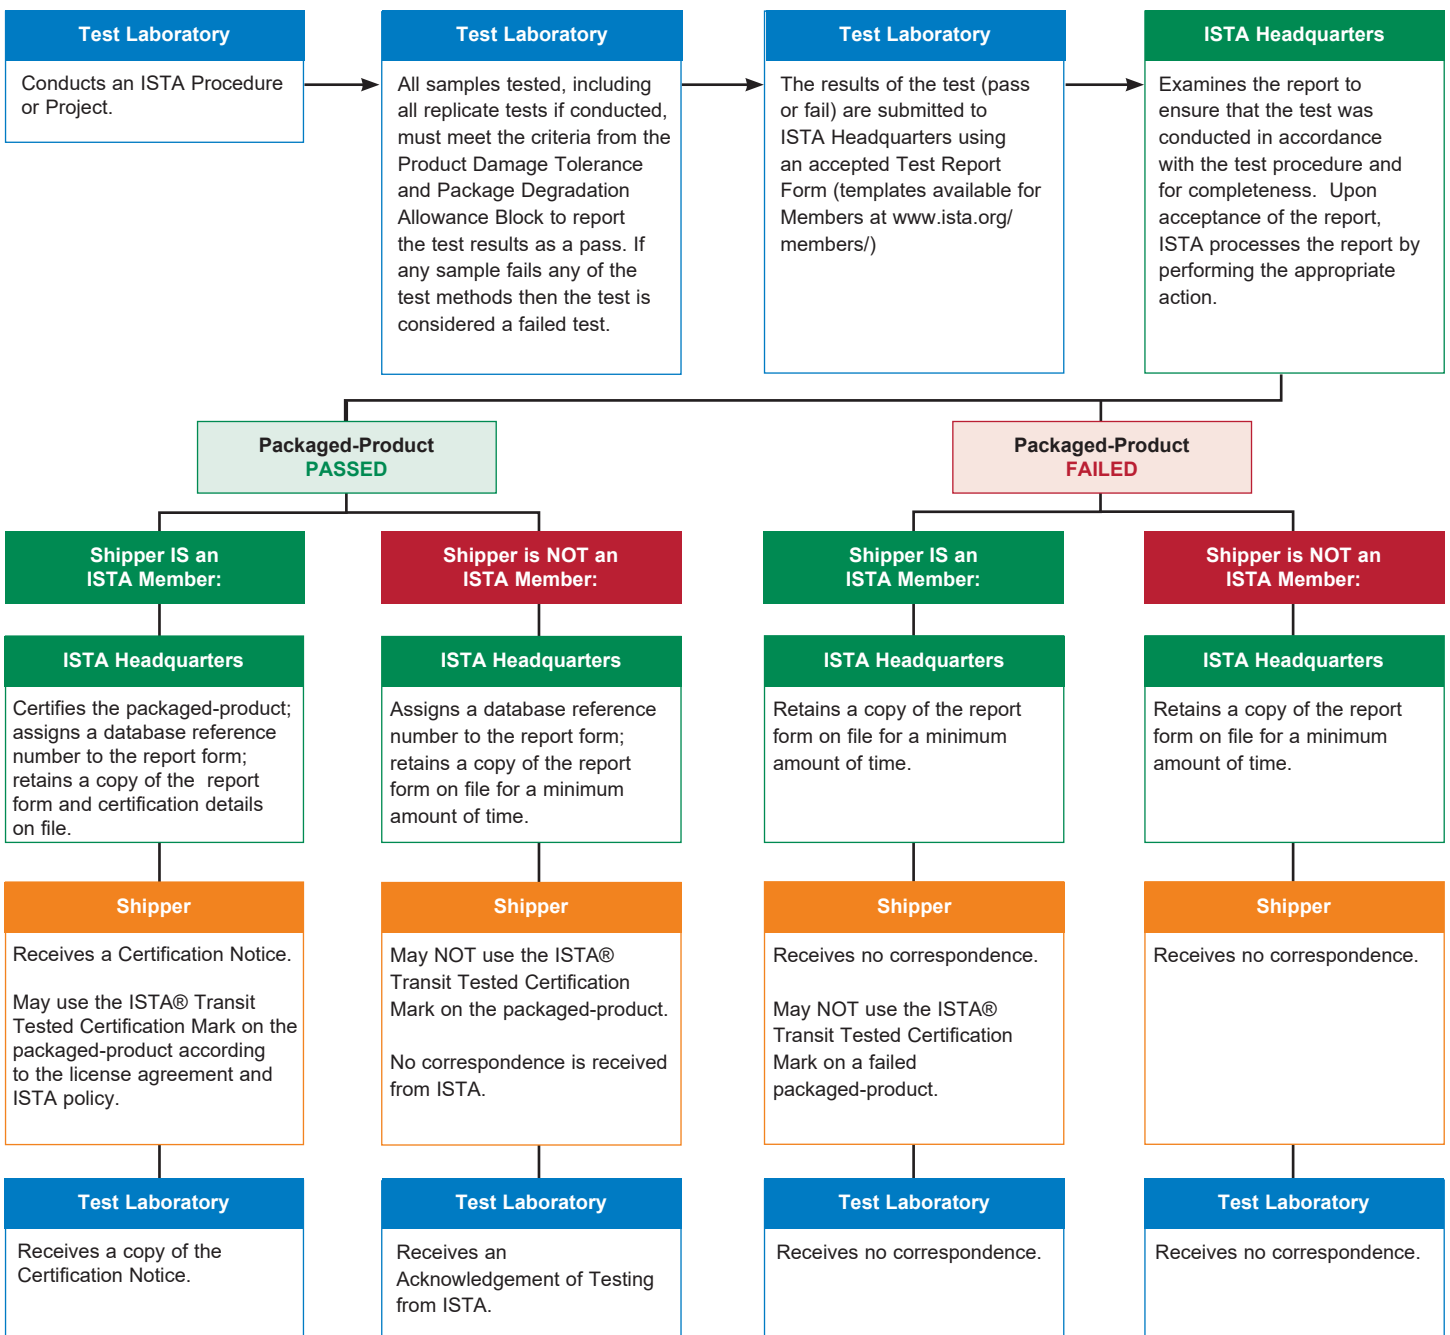 Test Laboratory
Conducts an ISTA Procedure
or Project.
Test Laboratory
All samples tested, including
all replicate tests if conducted,
must meet the criteria from the
Product Damage Tolerance
and Package Degradation
Allowance Block to report
the test results as a pass. If
any sample fails any of the
test methods then the test is
considered a failed test.
Test Laboratory
The results of the test (pass
or fail) are submitted to
ISTA Headquarters using
an accepted Test Report
Form (templates available for
Members at www.ista.org/
members/)
ISTA Headquarters
Examines the report to
ensure that the test was
conducted in accordance
with the test procedure and
for completeness. Upon
acceptance of the report,
ISTA processes the report by
performing the appropriate
action.
Packaged-Product
PASSED
Packaged-Product
FAILED
Shipper IS an
ISTA Member:
ISTA Headquarters
Certifies the packaged-product;
assigns a database reference
number to the report form;
retains a copy of the report
form and certification details
on file.
Shipper
Receives a Certification Notice.
May use the ISTA® Transit
Tested Certification Mark on the
packaged-product according
to the license agreement and
ISTA policy.
Test Laboratory
Receives a copy of the
Certification Notice.
Shipper is NOT an
ISTA Member:
ISTA Headquarters
Assigns a database reference
number to the report form;
retains a copy of the report
form on file for a minimum
amount of time.
Shipper
May NOT use the ISTA®
Transit Tested Certification
Mark on the packaged-product.
No correspondence is received
from ISTA.
Test Laboratory
Receives an
Acknowledgement of Testing
from ISTA.
Shipper IS an
ISTA Member:
ISTA Headquarters
Retains a copy of the report
form on file for a minimum
amount of time.
Shipper
Receives no correspondence.
May NOT use the ISTA®
Transit Tested Certification
Mark on a failed
packaged-product.
Test Laboratory
Receives no correspondence.
Shipper is NOT an
ISTA Member:
ISTA Headquarters
Retains a copy of the report
form on file for a minimum
amount of time.
Shipper
Receives no correspondence.
Test Laboratory
Receives no correspondence.